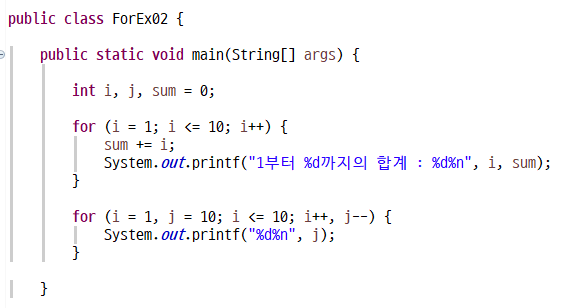 public class ForEx02 {
public static void main(String[] args) {
int i, j, sum = 0;
for (i = 1; i <= 10; i++) {
sum += i;
System.out.printf("1부터 %d까지의 합계 : %d%n", i, sum);
}
for (i = 1, j = 10; i <= 10; i++, j--) {
System.out.printf("%d%n", j);
}
}